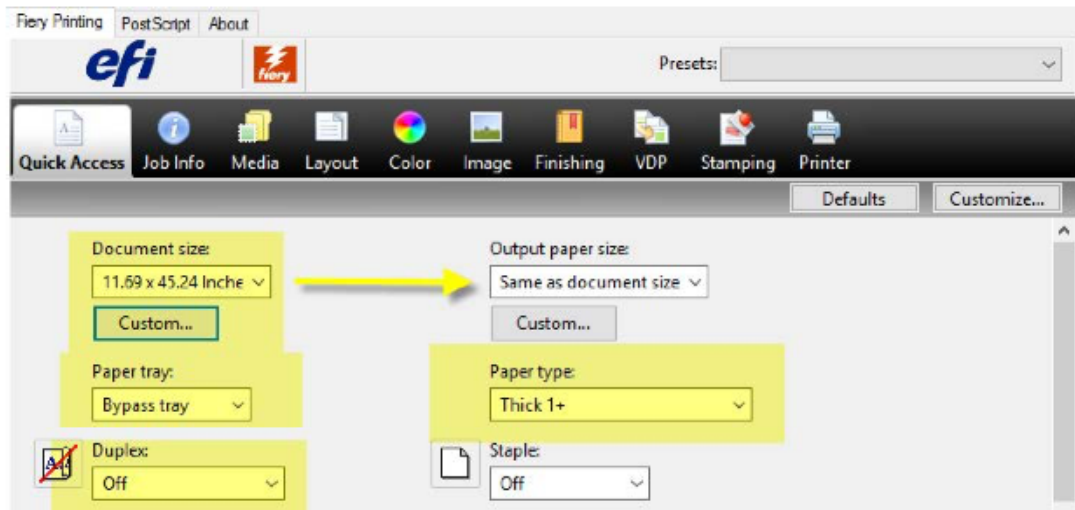 Fiery Printing PostScript About
efi fiery Presets:
Quick Access Job Info Media Layout Color Image Finishing VDP Stamping Printer
Defaults Customize...
Document size: Output paper size:
11.69 x 45.24 Inche Same as document size
Custom... Custom...
Paper tray: Paper type:
Bypass tray Thick 1+
Duplex: Staple:
Off Off